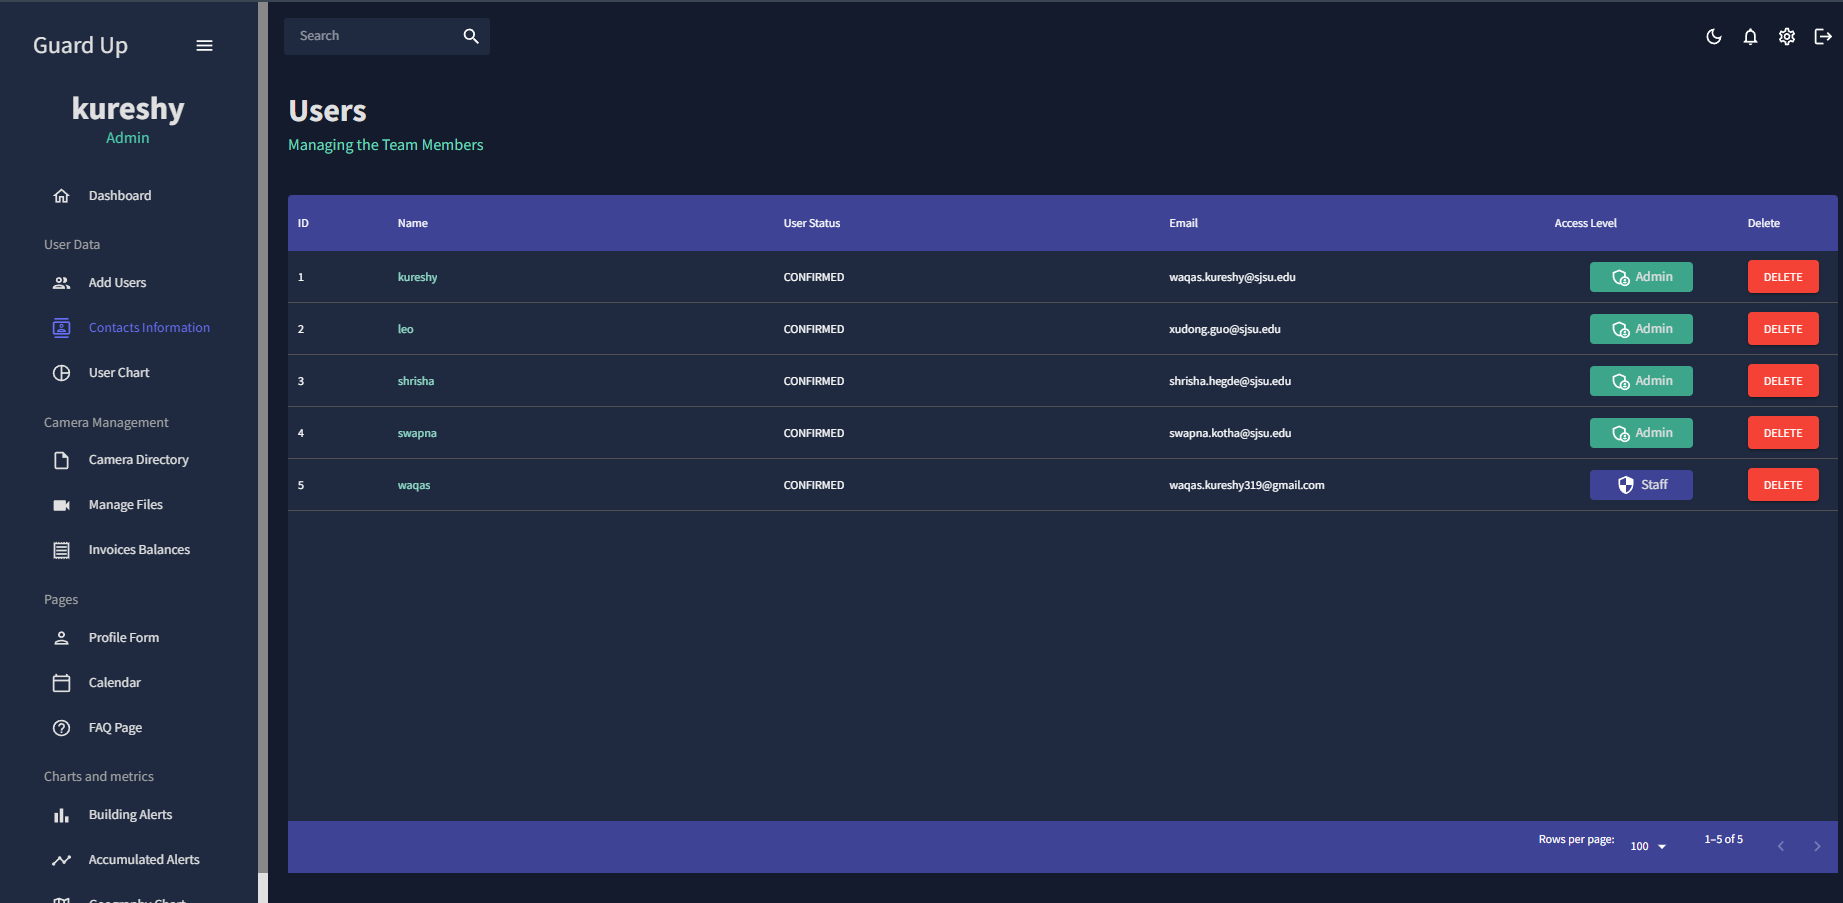 Guard Up
kureshy
Admin
Dashboard
User Data
Add Users
Contacts Information
User Chart
Camera Management
Camera Directory
Manage Files
Invoices Balances
Pages
Profile Form
Calendar
FAQ Page
Charts and metrics
Building Alerts
Accumulated Alerts
Geography Chart
Search
Users
Managing the Team Members
ID Name User Status Email Access Level Delete
1 kureshy CONFIRMED waqas.kureshy@sjsu.edu Admin DELETE
2 leo CONFIRMED xudong.guo@sjsu.edu Admin DELETE
3 shrisha CONFIRMED shrisha.hegde@sjsu.edu Admin DELETE
4 swapna CONFIRMED swapna.kotha@sjsu.edu Admin DELETE
5 waqas CONFIRMED waqas.kureshy319@gmail.com Staff DELETE
Rows per page: 100 1–5 of 5